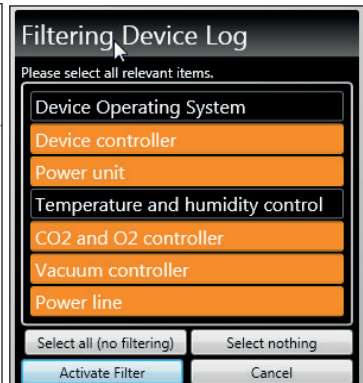 Filtering Device Log
Please select all relevant items.
Device Operating System
Device controller
Power unit
Temperature and humidity control
CO2 and O2 controller
Vacuum controller
Power line
Select all (no filtering) Select nothing
Activate Filter Cancel